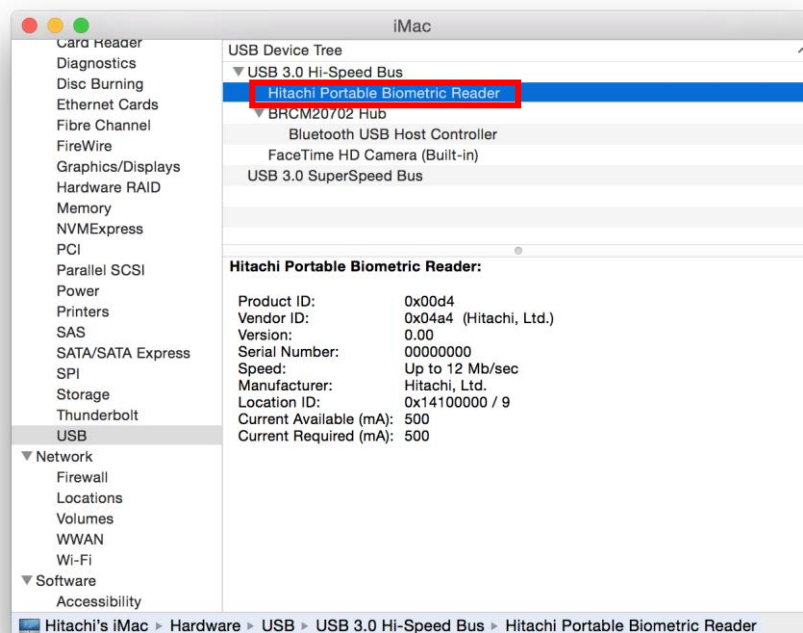 iMac
Card Reader
Diagnostics
Disc Burning
Ethernet Cards
Fibre Channel
FireWire
Graphics/Displays
Hardware RAID
Memory
NVMExpress
PCI
Parallel SCSI
Power
Printers
SAS
SATA/SATA Express
SPI
Storage
Thunderbolt
USB
Network
Firewall
Locations
Volumes
WWAN
Wi-Fi
Software
Accessibility
USB Device Tree
USB 3.0 Hi-Speed Bus
Hitachi Portable Biometric Reader
BRCM20702 Hub
Bluetooth USB Host Controller
FaceTime HD Camera (Built-in)
USB 3.0 SuperSpeed Bus
Hitachi Portable Biometric Reader:
Product ID: 0x00d4
Vendor ID: 0x04a4 (Hitachi, Ltd.)
Version: 0.00
Serial Number: 00000000
Speed: Up to 12 Mb/sec
Manufacturer: Hitachi, Ltd.
Location ID: 0x14100000 / 9
Current Available (mA): 500
Current Required (mA): 500
Hitachi's iMac ▸ Hardware ▸ USB ▸ USB 3.0 Hi-Speed Bus ▸ Hitachi Portable Biometric Reader